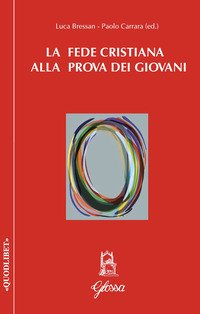 Luca Bressan - Paolo Carrara (ed.)
LA FEDE CRISTIANA
ALLA PROVA DEI GIOVANI
«QUODLIBET»
Glossa